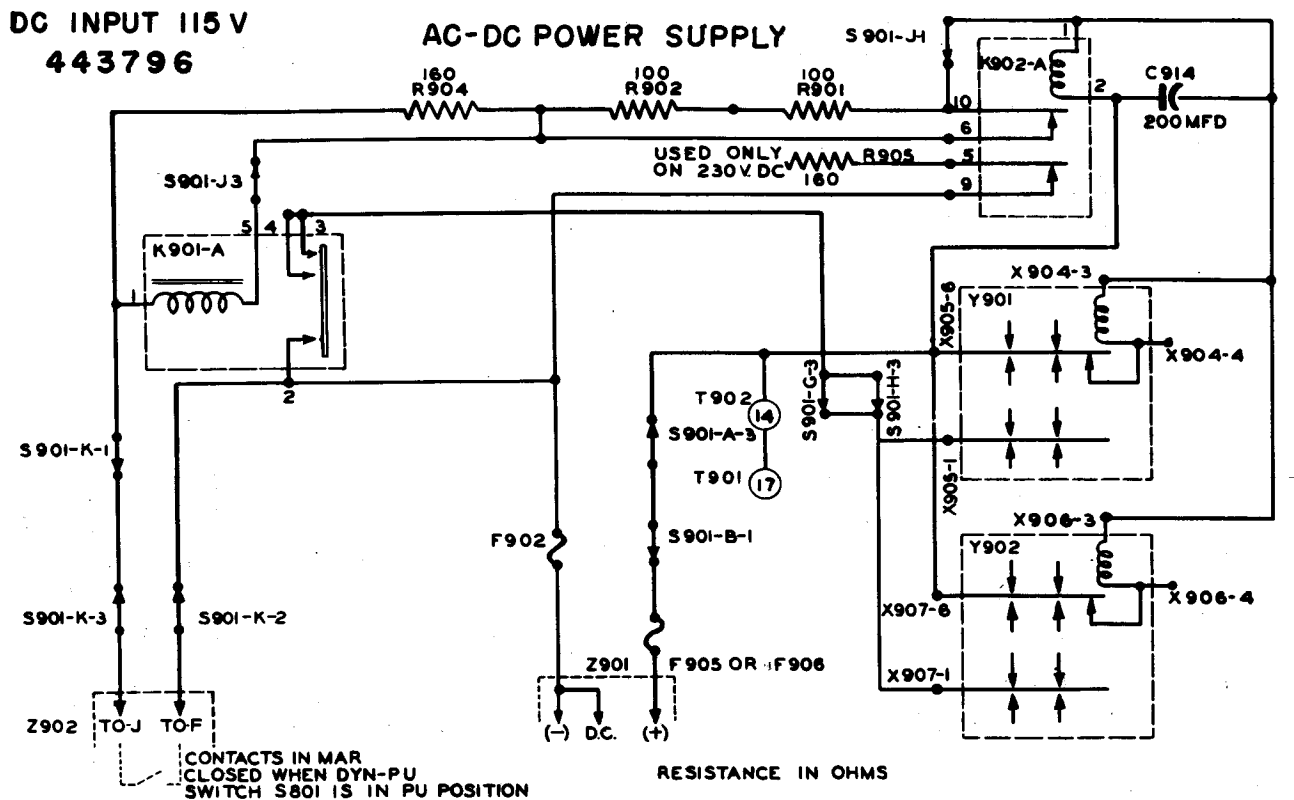 DC INPUT 115 V
443796
AC-DC POWER SUPPLY
S901-J-1
1
K902-A
2
C914
200 MFD
160
R904
100
R902
100
R901
10
6
USED ONLY
ON 230V. DC
R905
160
5
9
S901-J3
5 4 3
K901-A
1
2
X904-3
Y901
X905-6
X904-4
T902
14
S901-A-3
S901-G-3
S901-H-3
T901
17
X905-1
S901-K-1
F902
S901-B-1
X906-3
Y902
X906-4
X907-6
S901-K-3
S901-K-2
Z901
F905 OR F906
X907-1
Z902
TO-J
TO-F
(-)
D.C.
(+)
CONTACTS IN MAR
CLOSED WHEN DYN-PU
SWITCH S801 IS IN PU POSITION
RESISTANCE IN OHMS